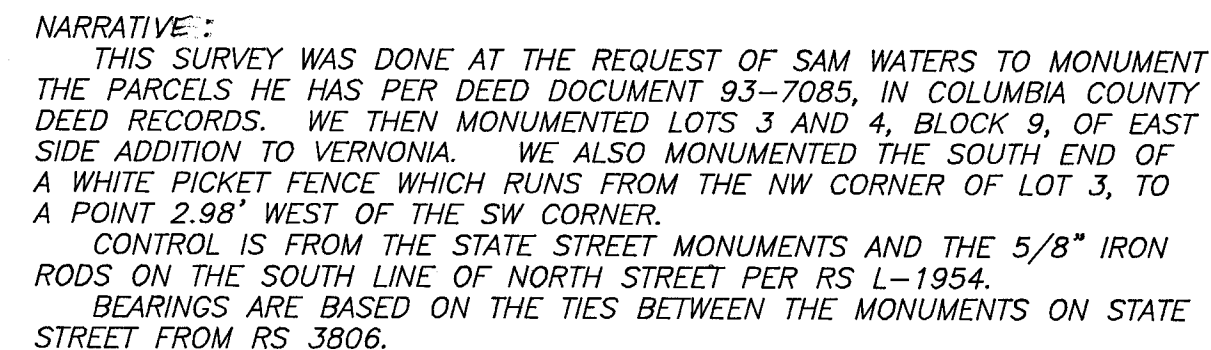 NARRATIVE:
THIS SURVEY WAS DONE AT THE REQUEST OF SAM WATERS TO MONUMENT
THE PARCELS HE HAS PER DEED DOCUMENT 93-7085, IN COLUMBIA COUNTY
DEED RECORDS. WE THEN MONUMENTED LOTS 3 AND 4, BLOCK 9, OF EAST
SIDE ADDITION TO VERNONIA. WE ALSO MONUMENTED THE SOUTH END OF
A WHITE PICKET FENCE WHICH RUNS FROM THE NW CORNER OF LOT 3, TO
A POINT 2.98' WEST OF THE SW CORNER.
CONTROL IS FROM THE STATE STREET MONUMENTS AND THE 5/8" IRON
RODS ON THE SOUTH LINE OF NORTH STREET PER RS L-1954.
BEARINGS ARE BASED ON THE TIES BETWEEN THE MONUMENTS ON STATE
STREET FROM RS 3806.